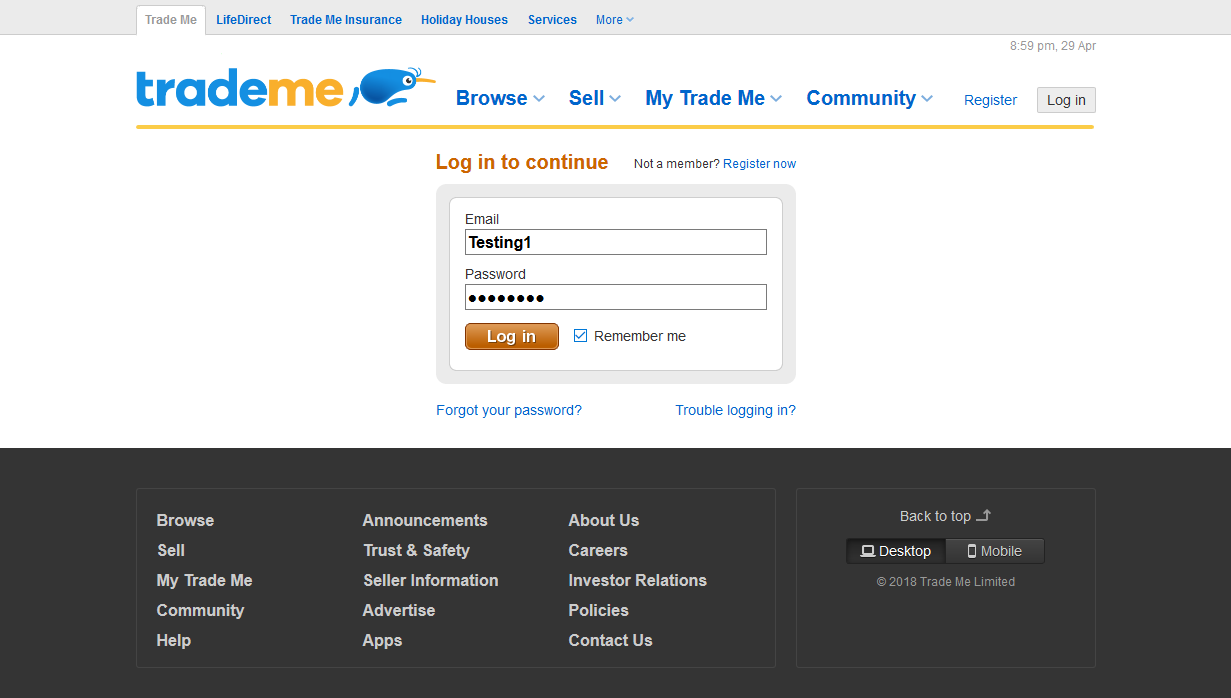 Trade Me LifeDirect Trade Me Insurance Holiday Houses Services More
8:59 pm, 29 Apr
trademe Browse Sell My Trade Me Community Register Log in
Log in to continue Not a member? Register now
Email
Testing1
Password
●●●●●●●●
Log in Remember me
Forgot your password? Trouble logging in?
Browse Announcements About Us
Sell Trust & Safety Careers
My Trade Me Seller Information Investor Relations
Community Advertise Policies
Help Apps Contact Us
Back to top
Desktop Mobile
© 2018 Trade Me Limited